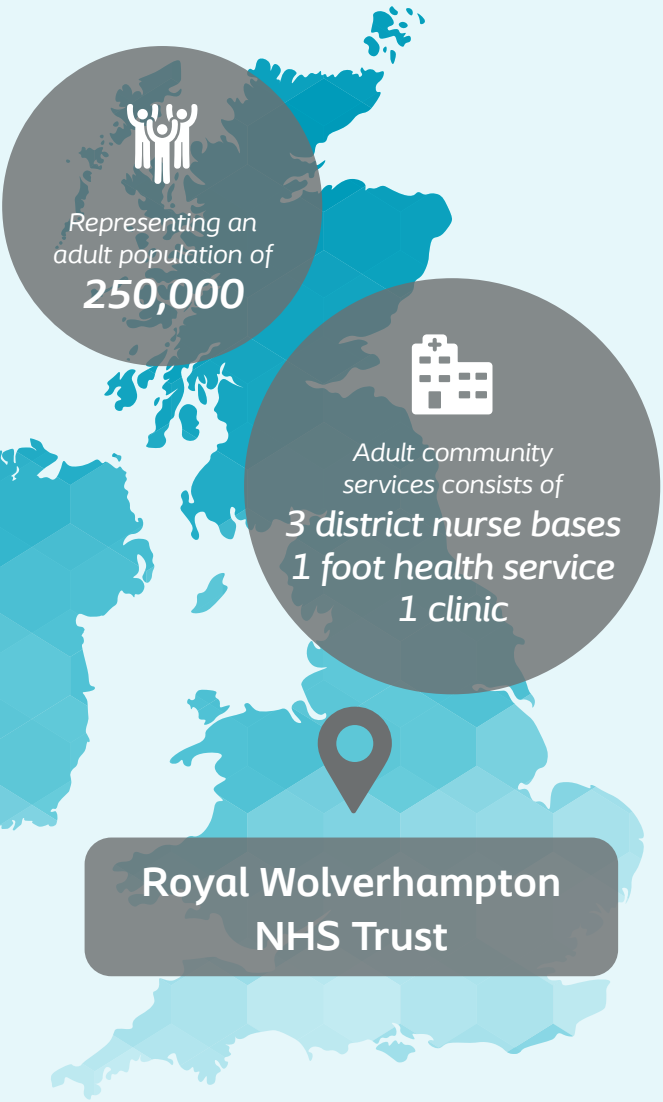 Representing an
adult population of
250,000
Adult community
services consists of
3 district nurse bases
1 foot health service
1 clinic
Royal Wolverhampton
NHS Trust